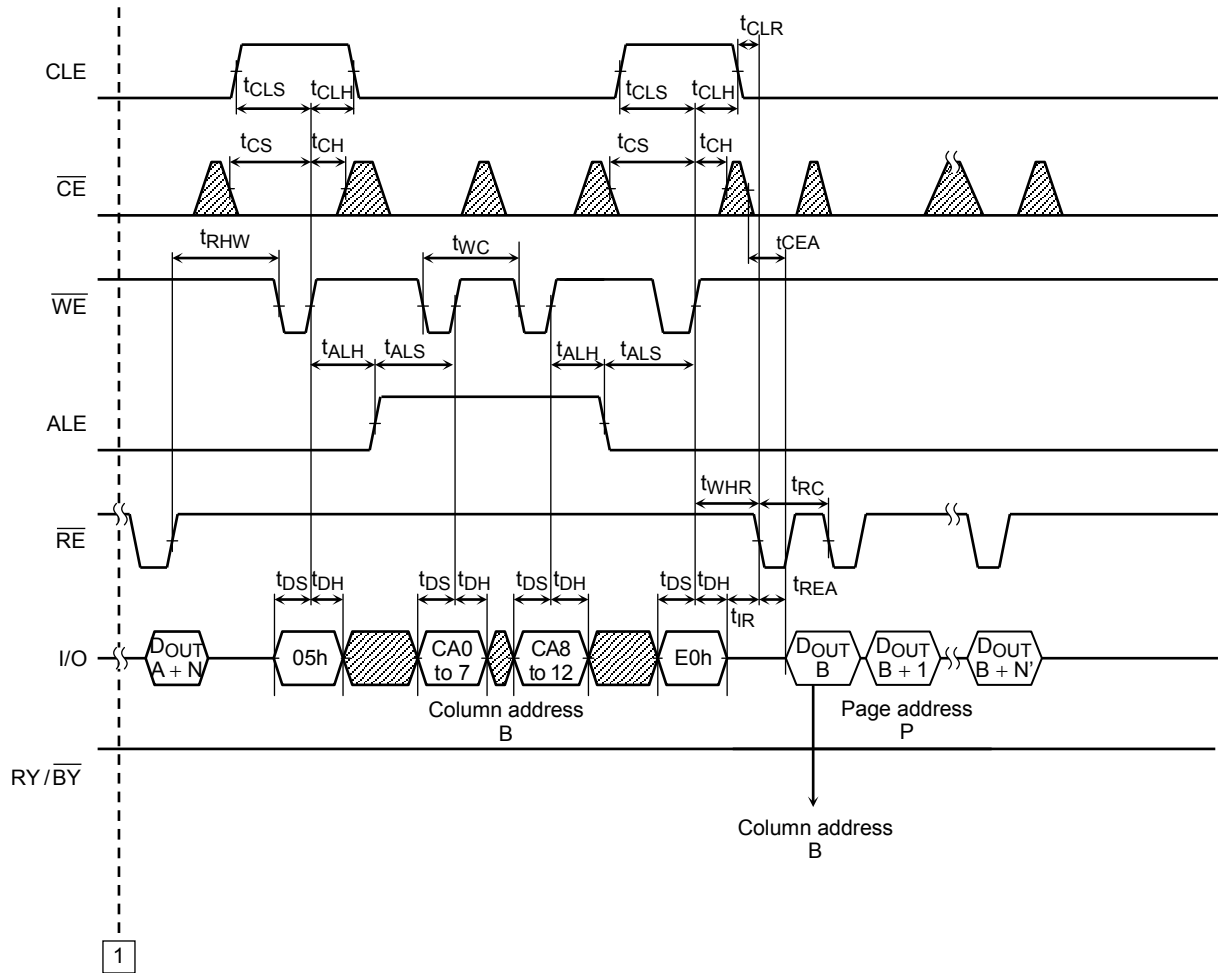 tCLR
CLE
tCLS tCLH tCLS tCLH
tCS tCH tCS tCH
CE
tRHW tWC tCEA
WE
tALH tALS tALH tALS
ALE
tWHR tRC
RE
tDS tDH tDS tDH tDS tDH tDS tDH tREA
tIR
I/O
DOUT
A + N
05h
CA0
to 7
CA8
to 12
E0h
DOUT
B
DOUT
B + 1
DOUT
B + N’
Column address
B
Page address
P
RY/BY
Column address
B
1